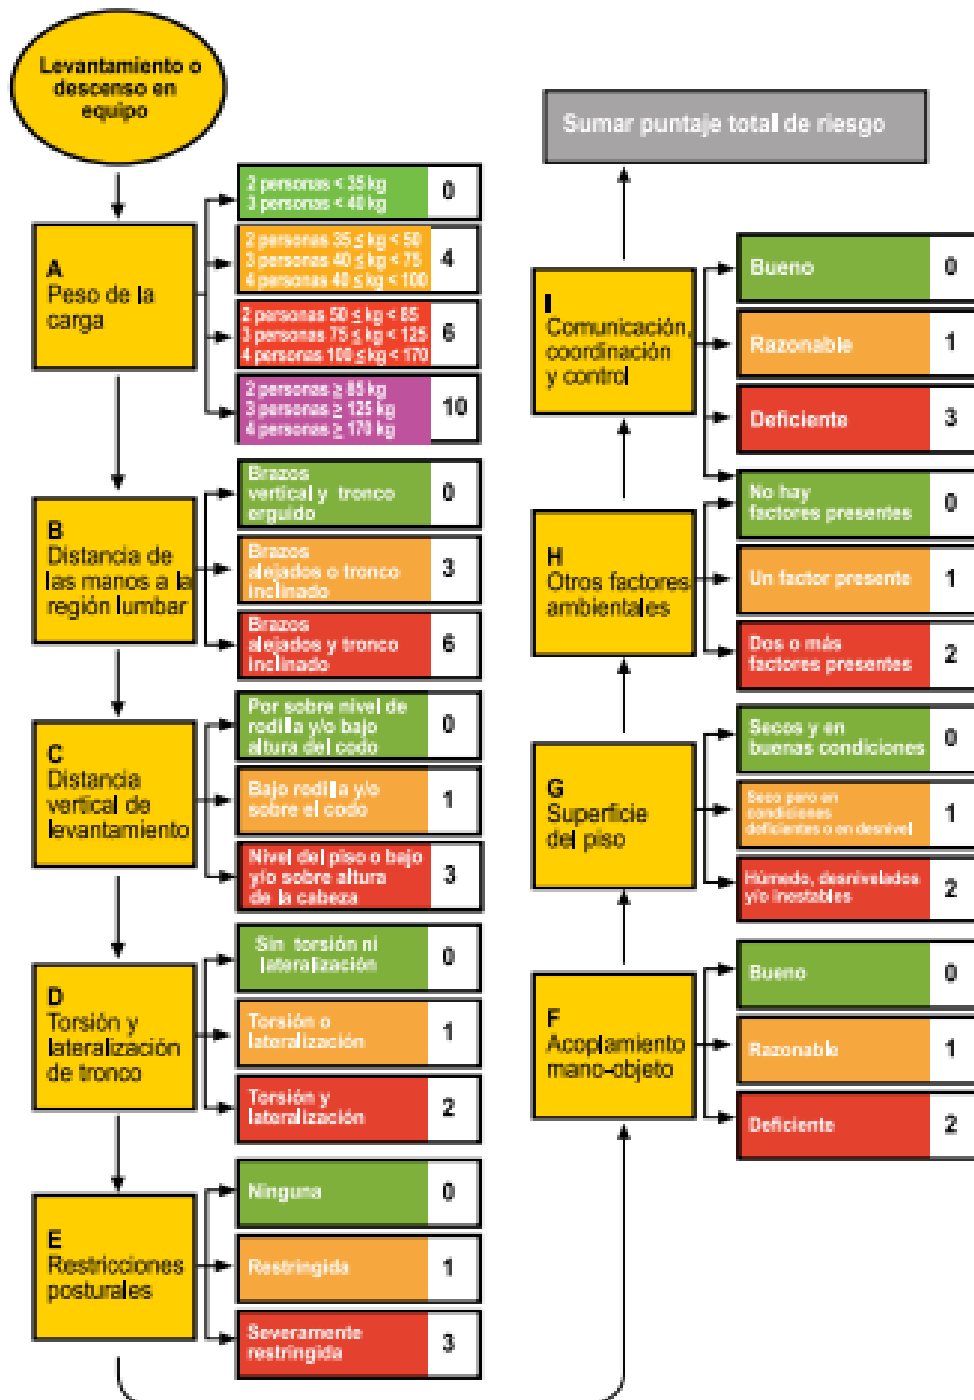 Levantamiento o
descenso en
equipo
A
Peso de la
carga
2 personas < 35 kg
3 personas < 40 kg
0
2 personas 35 ≤ kg < 50
3 personas 40 ≤ kg < 75
4 personas 40 ≤ kg < 100
4
2 personas 50 ≤ kg < 85
3 personas 75 ≤ kg < 125
4 personas 100 ≤ kg < 170
6
2 personas ≥ 85 kg
3 personas ≥ 125 kg
4 personas ≥ 170 kg
10
B
Distancia de
las manos a la
región lumbar
Brazos
vertical y tronco
erguido
0
Brazos
alejados o tronco
inclinado
3
Brazos
alejados y tronco
inclinado
6
C
Distancia
vertical de
levantamiento
Por sobre nivel de
rodilla y/o bajo
altura del codo
0
Bajo rodilla y/o
sobre el codo
1
Nivel del piso o bajo
y/o sobre altura
de la cabeza
3
D
Torsión y
lateralización
de tronco
Sin torsión ni
lateralización
0
Torsión o
lateralización
1
Torsión y
lateralización
2
E
Restricciones
posturales
Ninguna
0
Restringida
1
Severamente
restringida
3
F
Acoplamiento
mano-objeto
Bueno
0
Razonable
1
Deficiente
2
G
Superficie
del piso
Secos y en
buenas condiciones
0
Seco pero en
condiciones
deficientes o en desnivel
1
Húmedo, desnivelados
y/o inestables
2
H
Otros factores
ambientales
No hay
factores presentes
0
Un factor presente
1
Dos o más
factores presentes
2
I
Comunicación,
coordinación
y control
Bueno
0
Razonable
1
Deficiente
3
Sumar puntaje total de riesgo